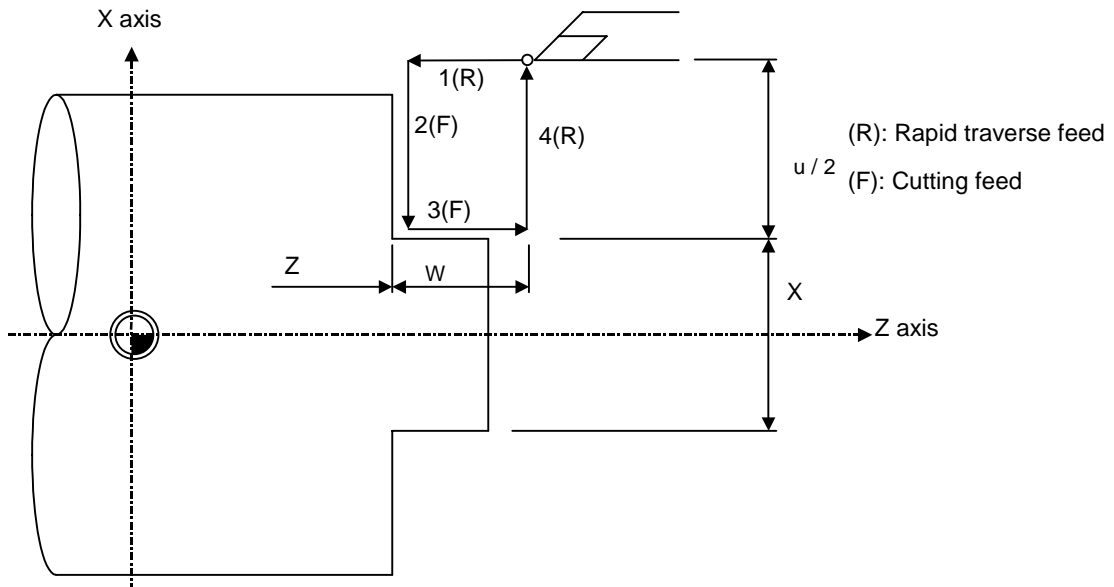 X axis
1(R)
2(F)
4(R)
(R): Rapid traverse feed
u / 2
(F): Cutting feed
3(F)
Z
W
X
Z axis